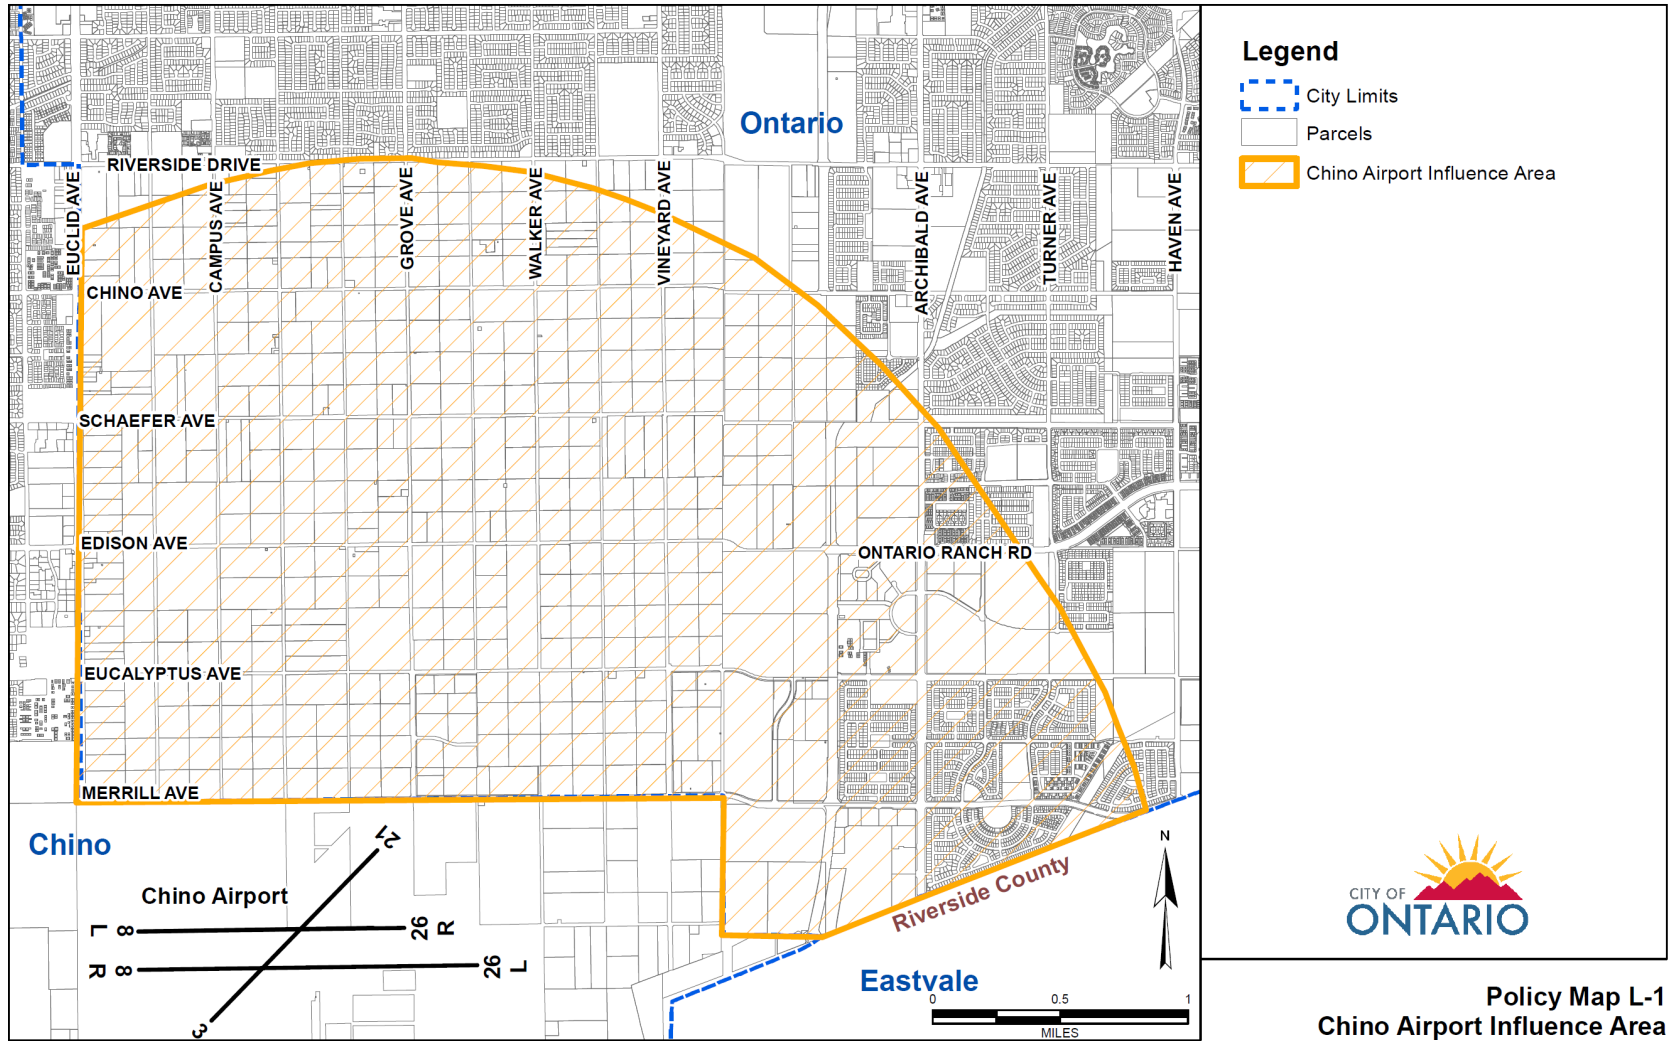 Ontario
RIVERSIDE DRIVE
EUCLID AVE
CAMPUS AVE
GROVE AVE
WALKER AVE
VINEYARD AVE
ARCHIBALD AVE
TURNER AVE
HAVEN AVE
CHINO AVE
SCHAEFER AVE
EDISON AVE
ONTARIO RANCH RD
EUCALYPTUS AVE
MERRILL AVE
Chino
21
Chino Airport
L 8
26 R
R 8
26 L
3
Riverside County
Eastvale
N
0 0.5 1
MILES
Legend
City Limits
Parcels
Chino Airport Influence Area
CITY OF
ONTARIO
Policy Map L-1
Chino Airport Influence Area